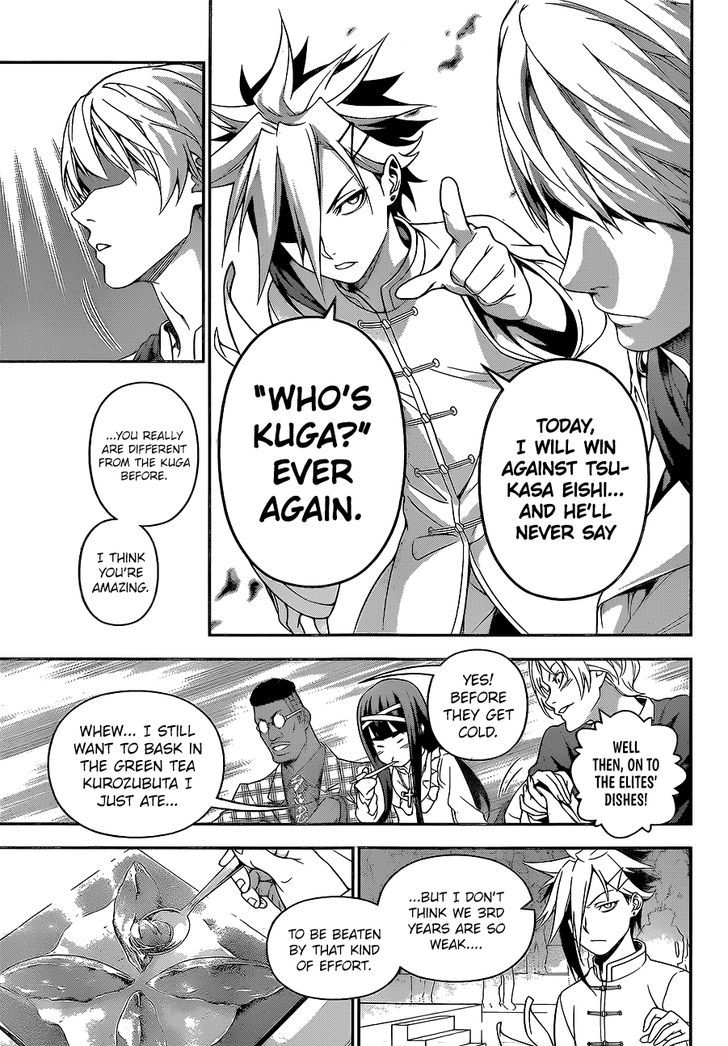 TODAY,
I WILL WIN
AGAINST TSU-
KASA EISHI...
AND HE'LL
NEVER SAY
"WHO'S
KUGA?"
EVER
AGAIN.
...YOU REALLY
ARE DIFFERENT
FROM THE KUGA
BEFORE.
I THINK
YOU'RE
AMAZING.
WELL
THEN, ON TO
THE ELITES'
DISHES!
YES!
BEFORE
THEY GET
COLD.
WHEW... I STILL
WANT TO BASK IN
THE GREEN TEA
KUROZUBUTA I
JUST ATE...
...BUT I DON'T
THINK WE 3RD
YEARS ARE SO
WEAK....
TO BE BEATEN
BY THAT KIND
OF EFFORT.